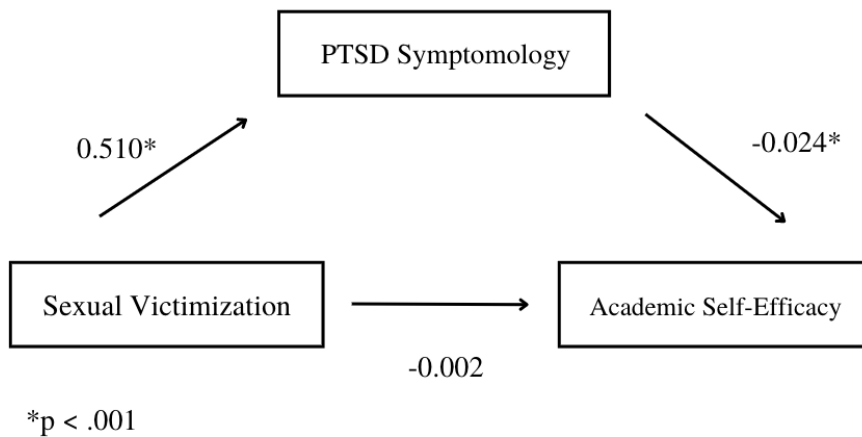 PTSD Symptomology
0.510*
-0.024*
Sexual Victimization
Academic Self-Efficacy
-0.002
*p < .001